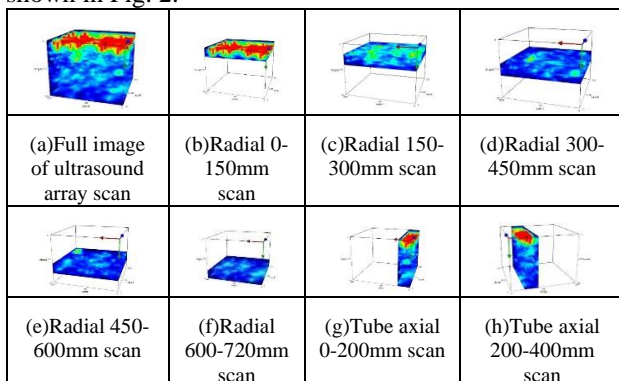 shown in Fig. 2.
(a)Full image
of ultrasound
array scan
(b)Radial 0-
150mm
scan
(c)Radial 150-
300mm scan
(d)Radial 300-
450mm scan
(e)Radial 450-
600mm scan
(f)Radial
600-720mm
scan
(g)Tube axial
0-200mm scan
(h)Tube axial
200-400mm
scan